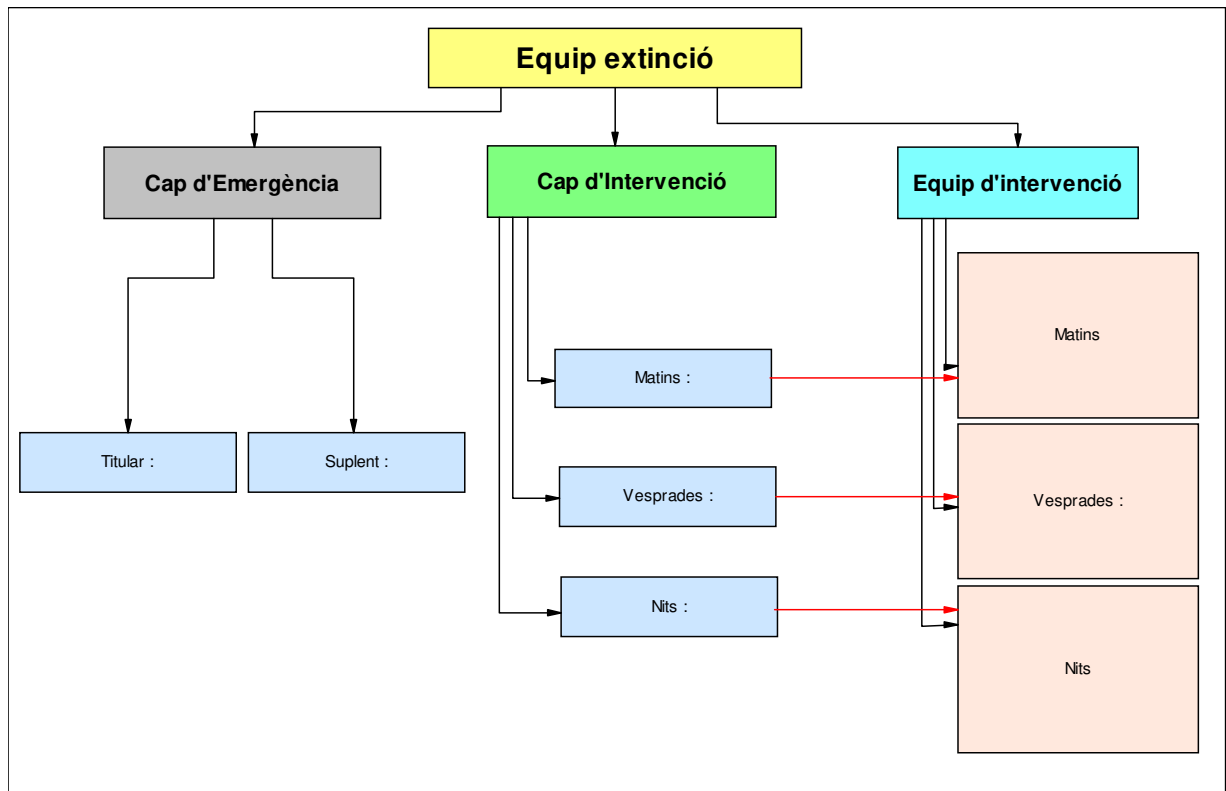 Equip extinció
Cap d'Emergència
Cap d'Intervenció
Equip d'intervenció
Titular :
Suplent :
Matins :
Vesprades :
Nits :
Matins
Vesprades :
Nits